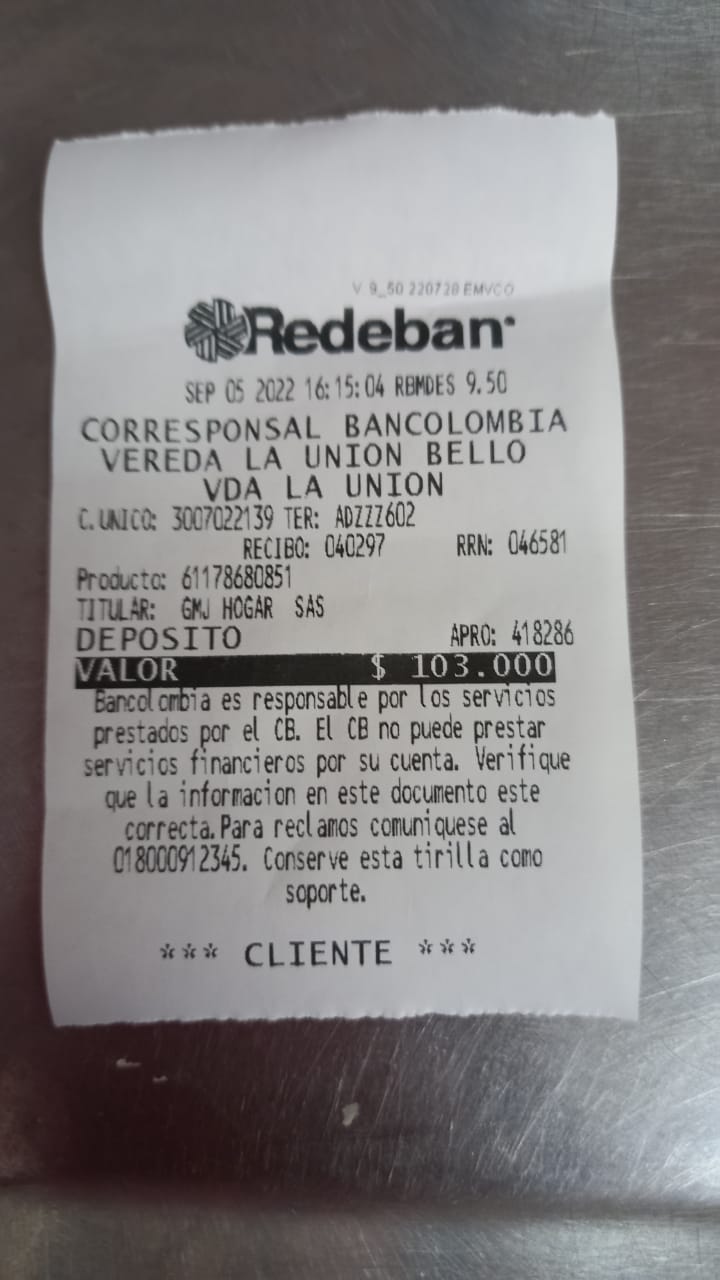 V 9_50 220728 EMVCO
Redeban
SEP 05 2022 16:15:04 RBMDES 9.50
CORRESPONSAL BANCOLOMBIA
VEREDA LA UNION BELLO
VDA LA UNION
C.UNICO: 3007022139 TER: ADZZZ602
RECIBO: 040297 RRN: 046581
Producto: 61178680851
TITULAR: GMJ HOGAR SAS
DEPOSITO APRO: 418286
VALOR $ 103.000
Bancolombia es responsable por los servicios
prestados por el CB. El CB no puede prestar
servicios financieros por su cuenta. Verifique
que la informacion en este documento este
correcta.Para reclamos comuniquese al
018000912345. Conserve esta tirilla como
soporte.
*** CLIENTE ***